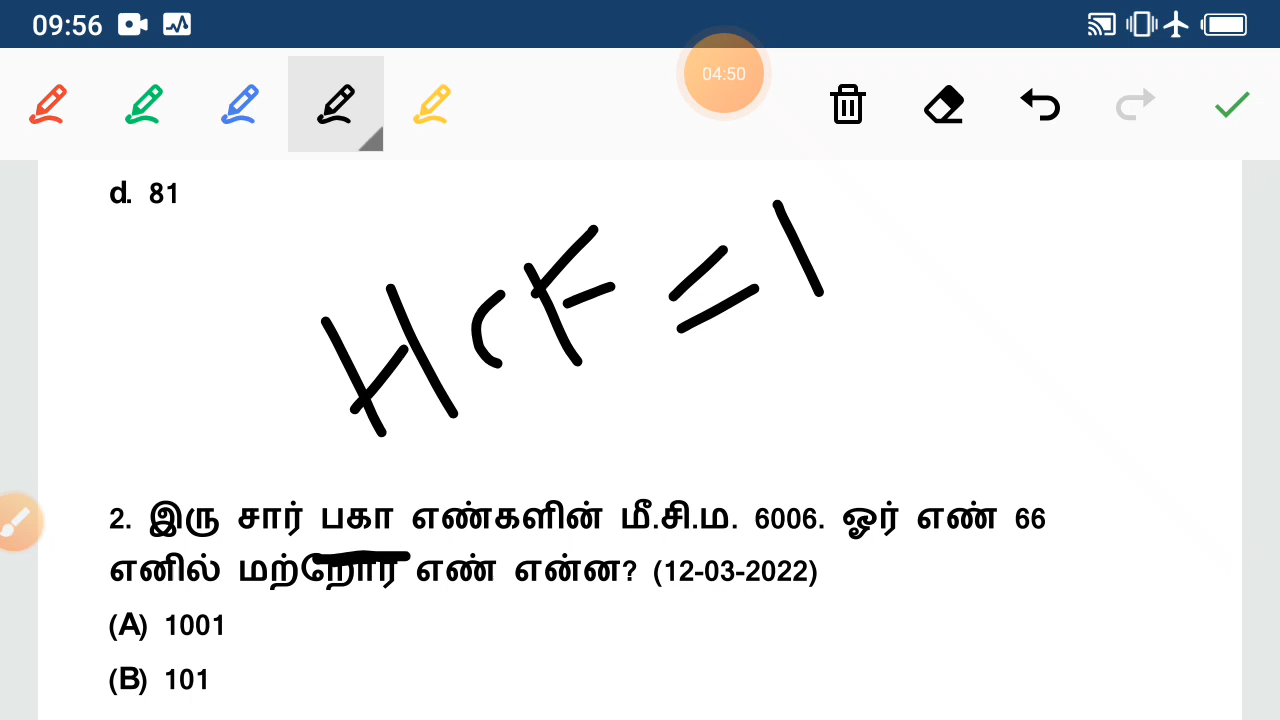 09:56
04:50
d. 81
HCF = 1
2. இரு சார் பகா எண்களின் மீ.சி.ம. 6006. ஓர் எண் 66
எனில் மற்றோர் எண் என்ன? (12-03-2022)
(A) 1001
(B) 101